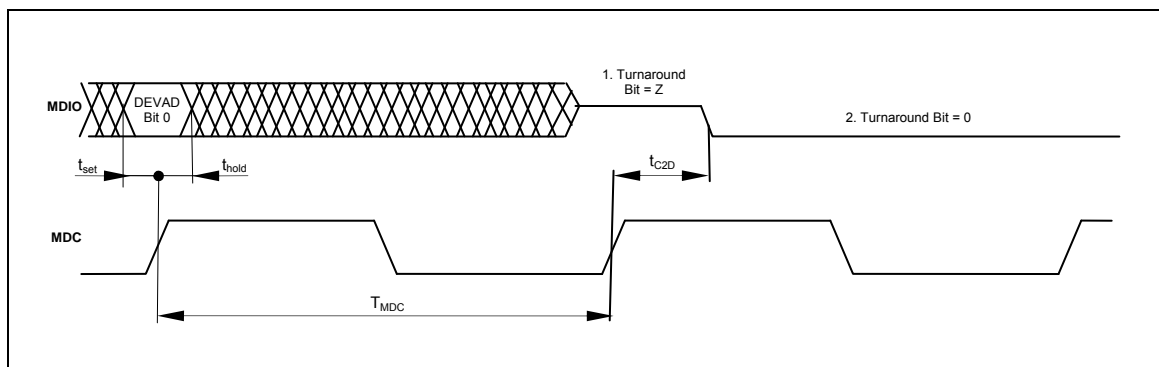 1. Turnaround
Bit = Z
MDIO
DEVAD
Bit 0
2. Turnaround Bit = 0
tset
thold
tC2D
MDC
TMDC